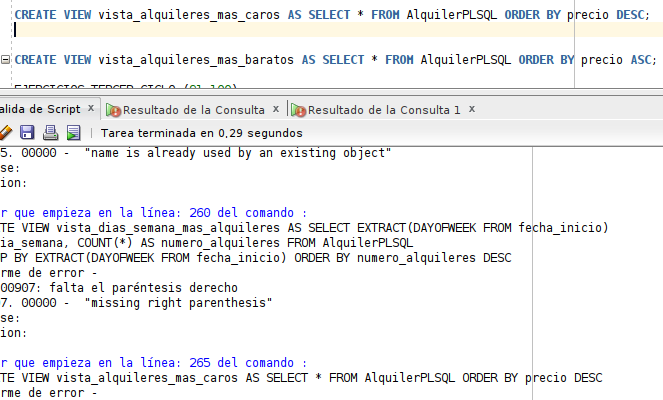 CREATE VIEW vista_alquileres_mas_caros AS SELECT * FROM AlquilerPLSQL ORDER BY precio DESC;
CREATE VIEW vista_alquileres_mas_baratos AS SELECT * FROM AlquilerPLSQL ORDER BY precio ASC;
EJERCICIOS TERCER CICLO (81-100)
alida de Script x Resultado de la Consulta x Resultado de la Consulta 1 x
Tarea terminada en 0,29 segundos
5. 00000 - "name is already used by an existing object"
se:
ion:
r que empieza en la línea: 260 del comando :
TE VIEW vista_dias_semana_mas_alquileres AS SELECT EXTRACT(DAYOFWEEK FROM fecha_inicio)
ia_semana, COUNT(*) AS numero_alquileres FROM AlquilerPLSQL
P BY EXTRACT(DAYOFWEEK FROM fecha_inicio) ORDER BY numero_alquileres DESC
rme de error -
00907: falta el paréntesis derecho
7. 00000 - "missing right parenthesis"
se:
ion:
r que empieza en la línea: 265 del comando :
TE VIEW vista_alquileres_mas_caros AS SELECT * FROM AlquilerPLSQL ORDER BY precio DESC
rme de error -